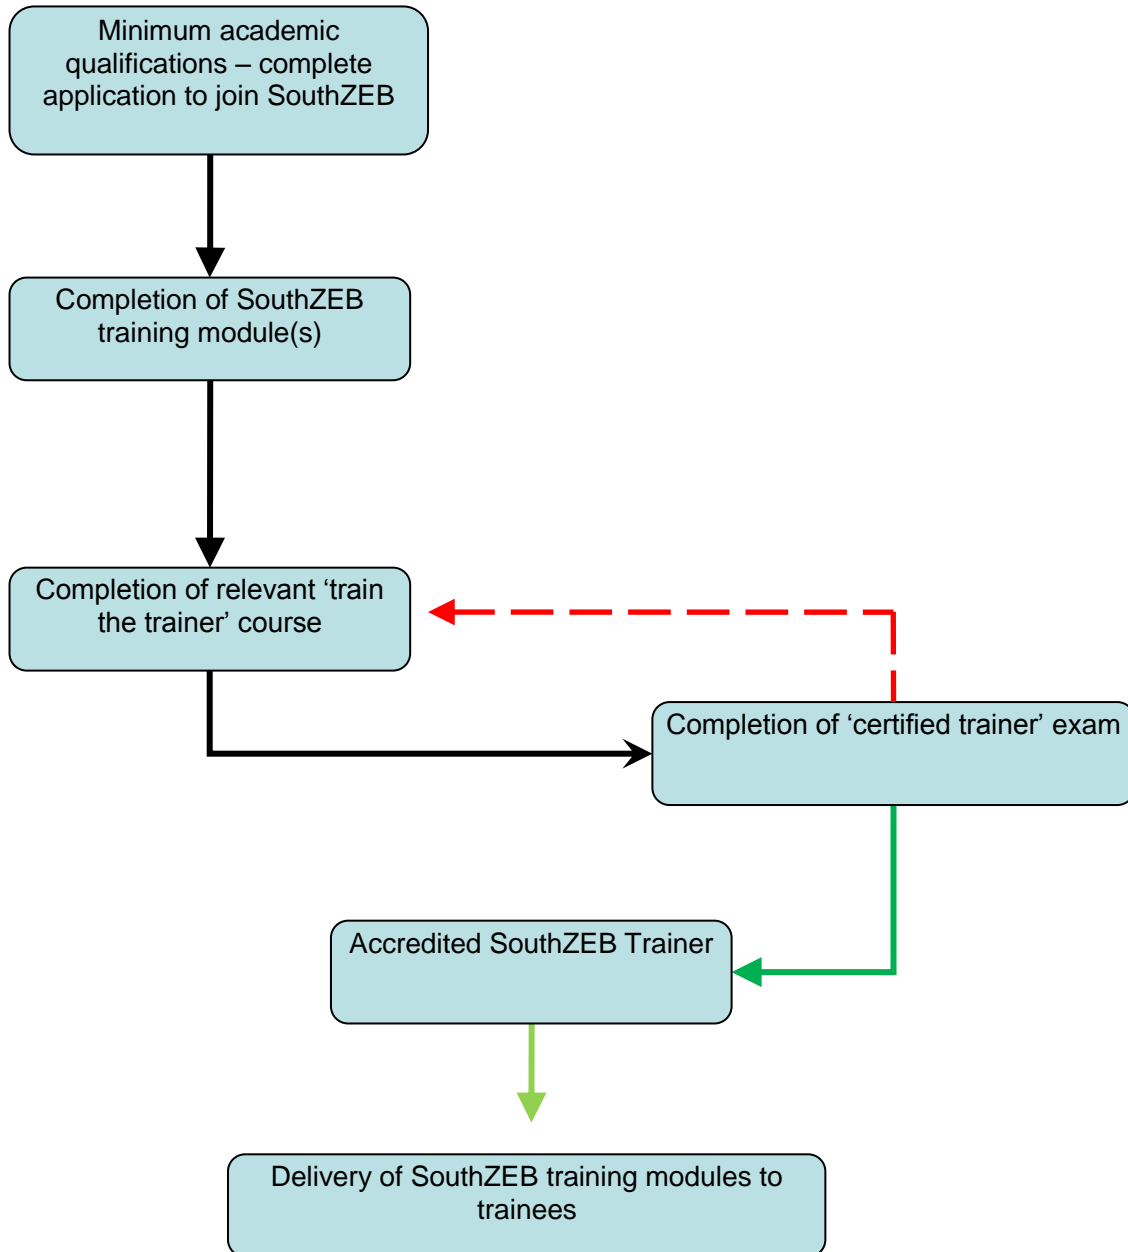 Minimum academic
qualifications – complete
application to join SouthZEB
Completion of SouthZEB
training module(s)
Completion of relevant ‘train
the trainer’ course
Completion of ‘certified trainer’ exam
Accredited SouthZEB Trainer
Delivery of SouthZEB training modules to
trainees